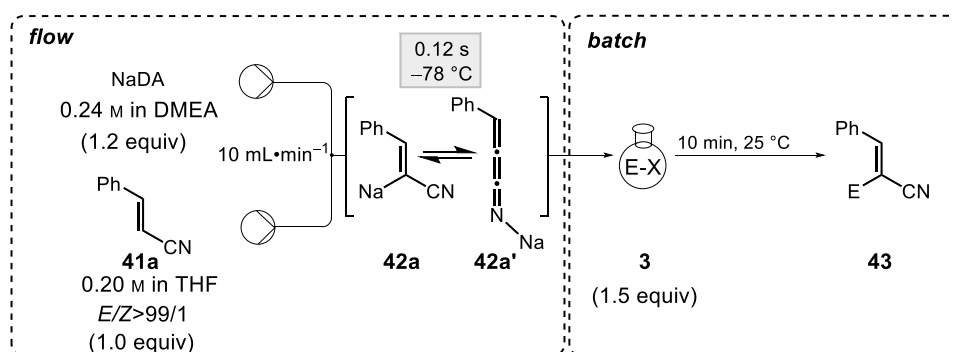 flow
batch
0.12 s
–78 °C
NaDA
0.24 M in DMEA
(1.2 equiv)
10 mL•min⁻¹
Ph
Na
CN
Ph
N
Na
E-X
10 min, 25 °C
Ph
E
CN
Ph
CN
41a
42a
42a'
3
43
0.20 M in THF
E/Z>99/1
(1.0 equiv)
(1.5 equiv)